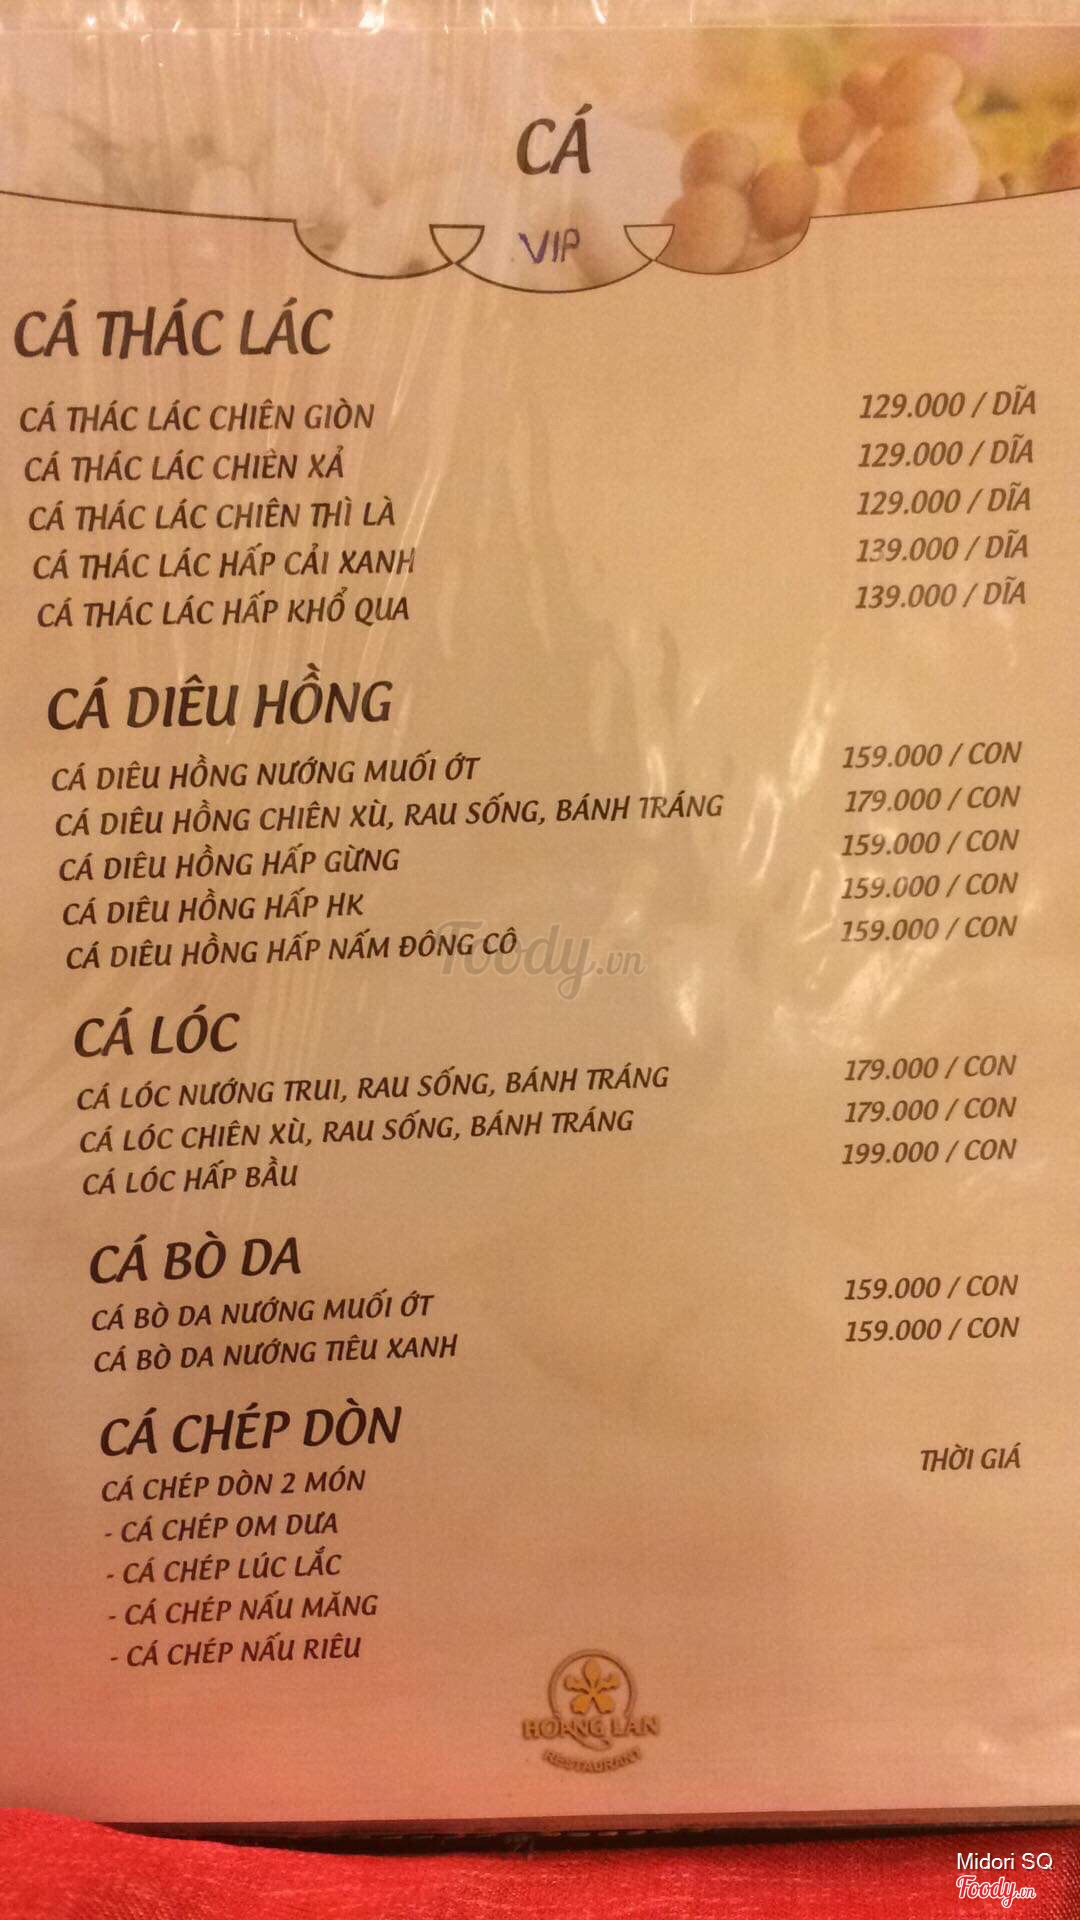 CÁ
VIP
CÁ THÁC LÁC
CÁ THÁC LÁC CHIÊN GIÒN 129.000 / DĨA
CÁ THÁC LÁC CHIÊN XẢ 129.000 / DĨA
CÁ THÁC LÁC CHIÊN THÌ LÀ 129.000 / DĨA
CÁ THÁC LÁC HẤP CẢI XANH 139.000 / DĨA
CÁ THÁC LÁC HẤP KHỔ QUA 139.000 / DĨA
CÁ DIÊU HỒNG
CÁ DIÊU HỒNG NƯỚNG MUỐI ỚT 159.000 / CON
CÁ DIÊU HỒNG CHIÊN XÙ, RAU SỐNG, BÁNH TRÁNG 179.000 / CON
CÁ DIÊU HỒNG HẤP GỪNG 159.000 / CON
CÁ DIÊU HỒNG HẤP HK 159.000 / CON
CÁ DIÊU HỒNG HẤP NẤM ĐÔNG CÔ 159.000 / CON
Foody.vn
CÁ LÓC
CÁ LÓC NƯỚNG TRUI, RAU SỐNG, BÁNH TRÁNG 179.000 / CON
CÁ LÓC CHIÊN XÙ, RAU SỐNG, BÁNH TRÁNG 179.000 / CON
CÁ LÓC HẤP BẦU 199.000 / CON
CÁ BÒ DA
CÁ BÒ DA NƯỚNG MUỐI ỚT 159.000 / CON
CÁ BÒ DA NƯỚNG TIÊU XANH 159.000 / CON
CÁ CHÉP DÒN
CÁ CHÉP DÒN 2 MÓN THỜI GIÁ
- CÁ CHÉP OM DƯA
- CÁ CHÉP LÚC LẮC
- CÁ CHÉP NẤU MĂNG
- CÁ CHÉP NẤU RIÊU
HOÀNG LAN
RESTAURANT
Midori SQ
Foody.vn